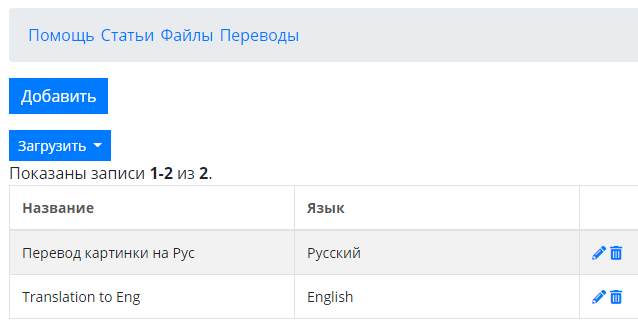 Помощь Статьи Файлы Переводы
Добавить
Загрузить
Показаны записи 1-2 из 2.
Название Язык
Перевод картинки на Рус Русский
Translation to Eng English